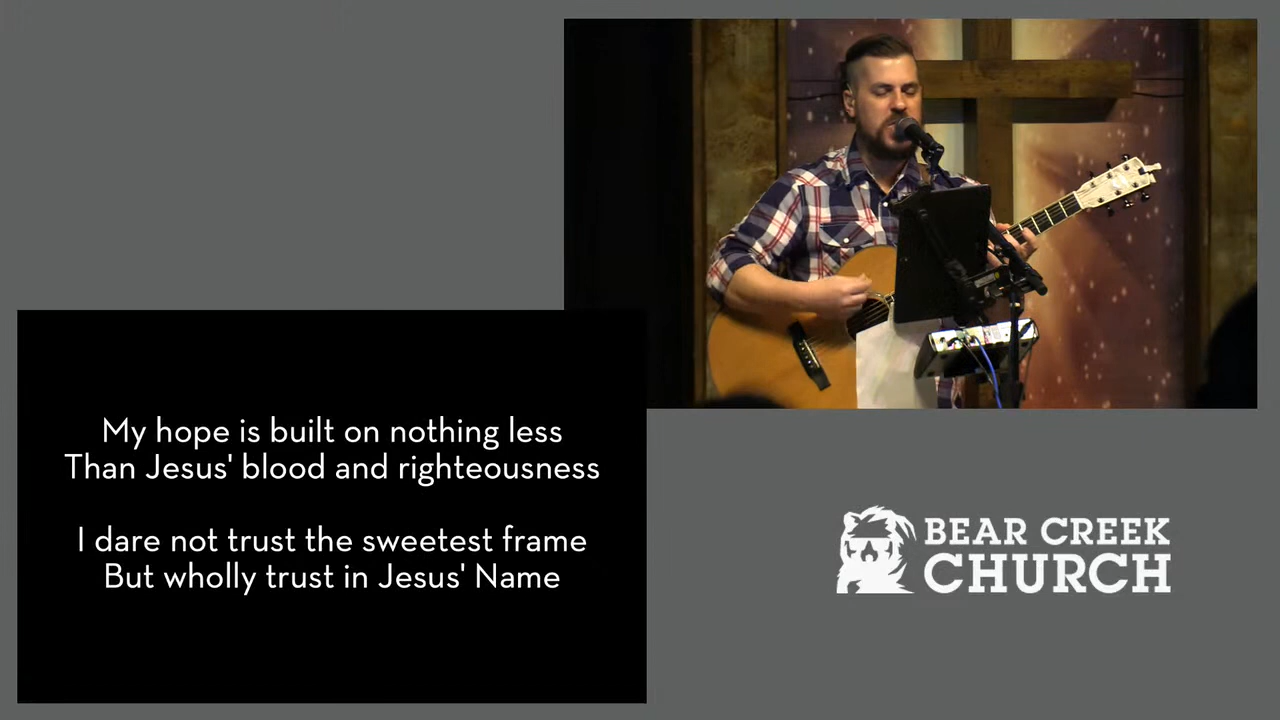 My hope is built on nothing less
Than Jesus' blood and righteousness
I dare not trust the sweetest frame
But wholly trust in Jesus' Name
BEAR CREEK
CHURCH